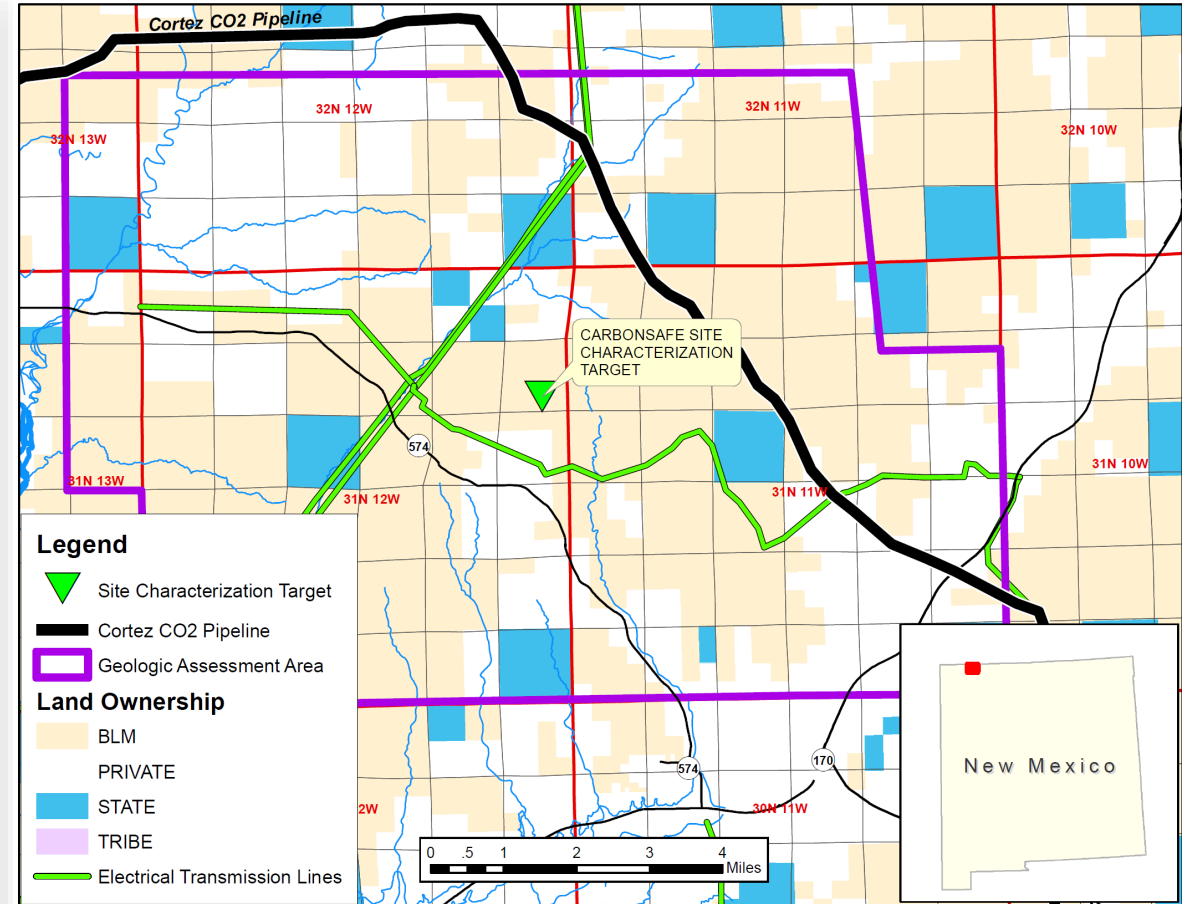 Cortez CO2 Pipeline
32N 12W
32N 11W
32N 10W
32N 13W
CARBONSAFE SITE
CHARACTERIZATION
TARGET
574
31N 10W
31N 13W
31N 12W
31N 11W
Legend
Site Characterization Target
Cortez CO2 Pipeline
Geologic Assessment Area
Land Ownership
BLM
PRIVATE
STATE
TRIBE
Electrical Transmission Lines
574
170
2W
30N 11W
0 .5 1 2 3 4
Miles
New Mexico